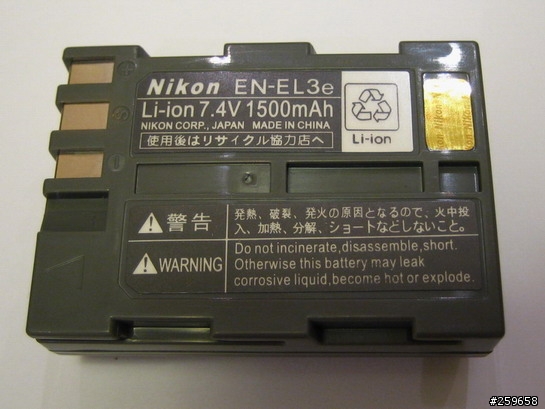 Nikon EN-EL3e
Li-ion 7.4V 1500mAh
NIKON CORP., JAPAN MADE IN CHINA
使用後はリサイクル協力店へ
Li-ion
Nikon
警告
発熱、破裂、発火の原因となるので、火中投
入、加熱、分解、ショートなどしないこと。
WARNING
Do not incinerate,disassemble,short.
Otherwise this battery may leak
corrosive liquid,become hot or explode.
#259658